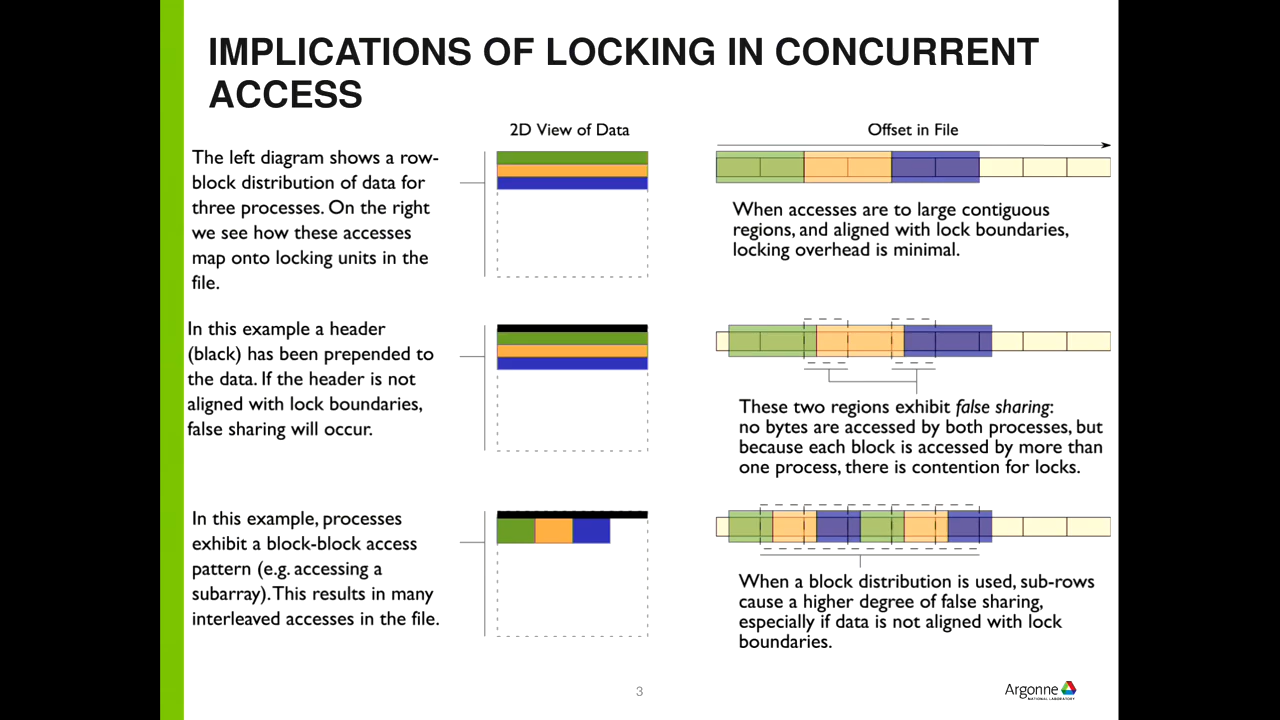 IMPLICATIONS OF LOCKING IN CONCURRENT
ACCESS
2D View of Data
Offset in File
The left diagram shows a row-
block distribution of data for
three processes. On the right
we see how these accesses
map onto locking units in the
file.
When accesses are to large contiguous
regions, and aligned with lock boundaries,
locking overhead is minimal.
In this example a header
(black) has been prepended to
the data. If the header is not
aligned with lock boundaries,
false sharing will occur.
These two regions exhibit false sharing:
no bytes are accessed by both processes, but
because each block is accessed by more than
one process, there is contention for locks.
In this example, processes
exhibit a block-block access
pattern (e.g. accessing a
subarray). This results in many
interleaved accesses in the file.
When a block distribution is used, sub-rows
cause a higher degree of false sharing,
especially if data is not aligned with lock
boundaries.
3
Argonne
NATIONAL LABORATORY